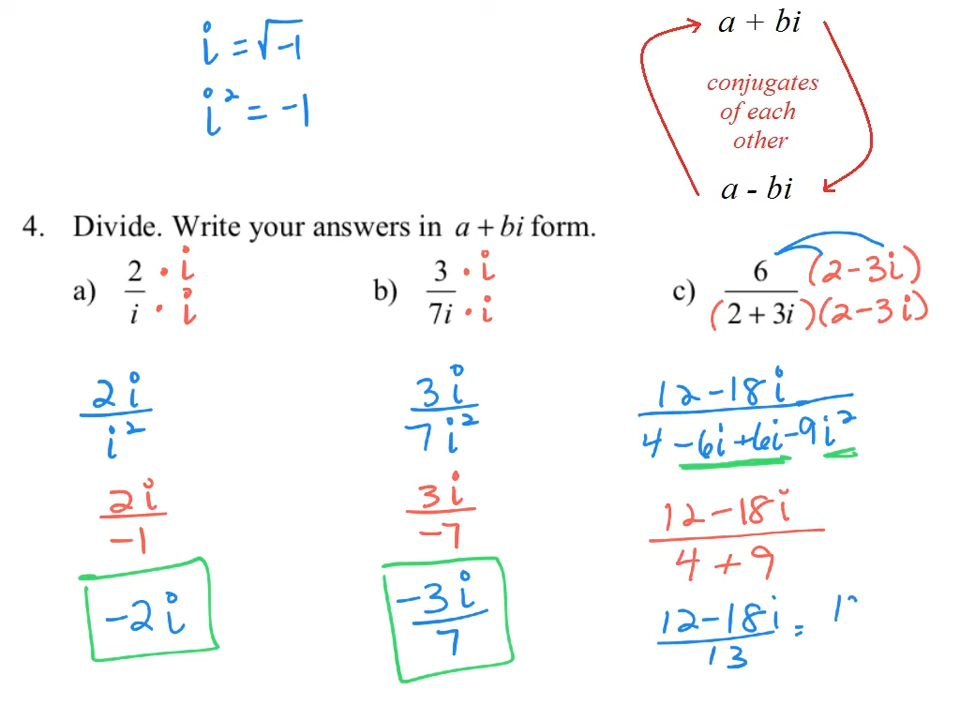 i = √-1
i² = -1
a + bi
conjugates
of each
other
a - bi
4. Divide. Write your answers in a + bi form.
a) 2/i · i/i
2i/i²
2i/-1
-2i
b) 3/7i · i/i
3i/7i²
3i/-7
-3i/7
c) 6(2-3i)/(2 + 3i)(2-3i)
12-18i/4-6i+6i-9i²
12-18i/4+9
12-18i/13 =